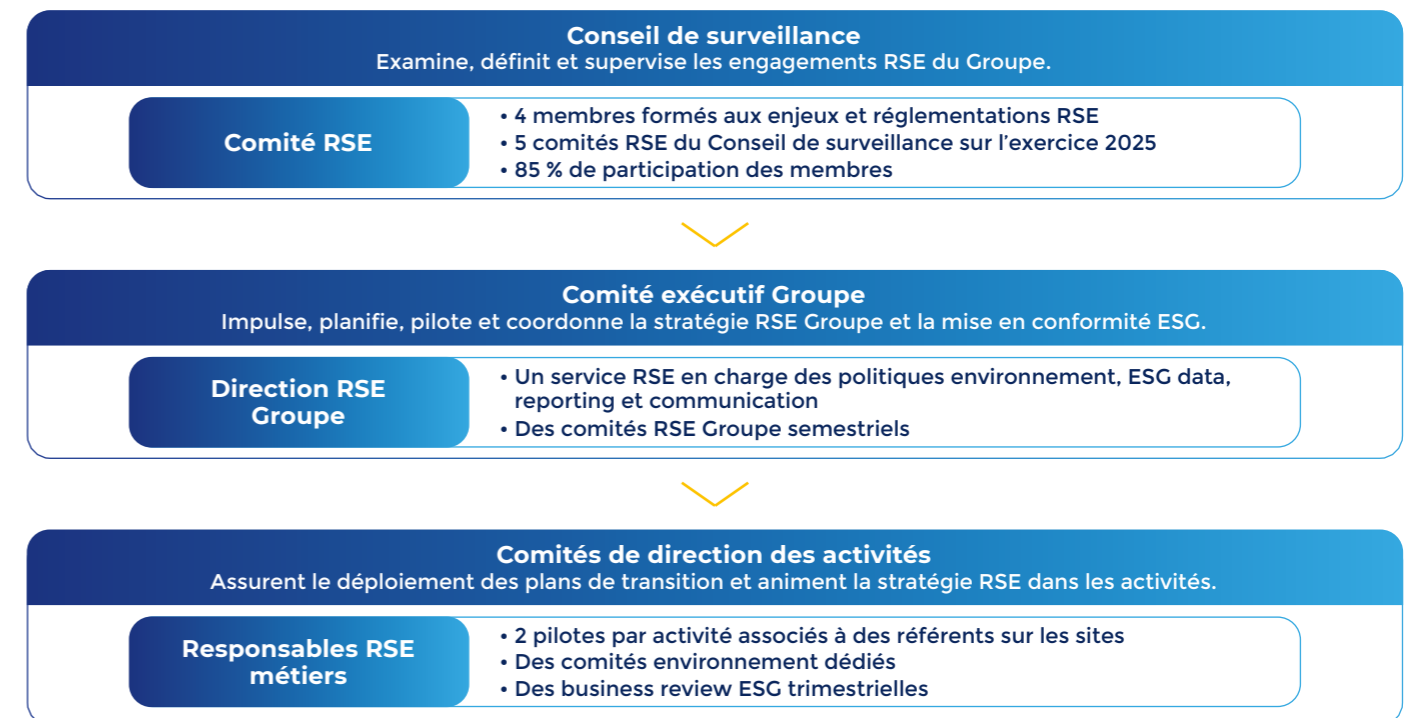 Conseil de surveillance
Examine, définit et supervise les engagements RSE du Groupe.
Comité RSE
• 4 membres formés aux enjeux et réglementations RSE
• 5 comités RSE du Conseil de surveillance sur l’exercice 2025
• 85 % de participation des membres
Comité exécutif Groupe
Impulse, planifie, pilote et coordonne la stratégie RSE Groupe et la mise en conformité ESG.
Direction RSE
Groupe
• Un service RSE en charge des politiques environnement, ESG data,
reporting et communication
• Des comités RSE Groupe semestriels
Comités de direction des activités
Assurent le déploiement des plans de transition et animent la stratégie RSE dans les activités.
Responsables RSE
métiers
• 2 pilotes par activité associés à des référents sur les sites
• Des comités environnement dédiés
• Des business review ESG trimestrielles